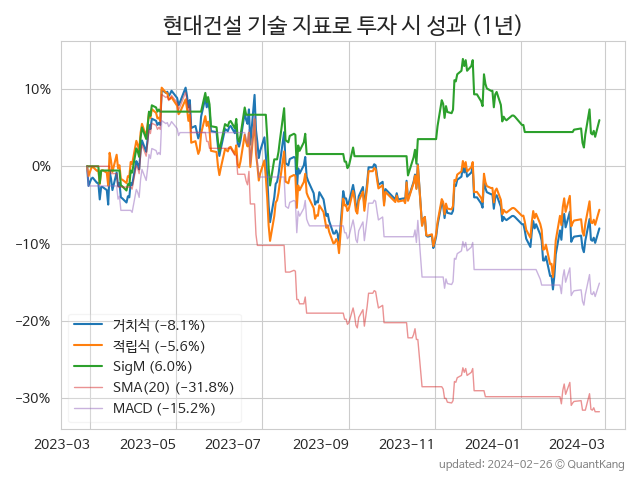 현대건설 기술 지표로 투자 시 성과 (1년)
10%
0%
−10%
−20%
−30%
거치식 (−8.1%)
적립식 (−5.6%)
SigM (6.0%)
SMA(20) (−31.8%)
MACD (−15.2%)
2023−03 2023−05 2023−07 2023−09 2023−11 2024−01 2024−03
updated: 2024−02−26 © QuantKang